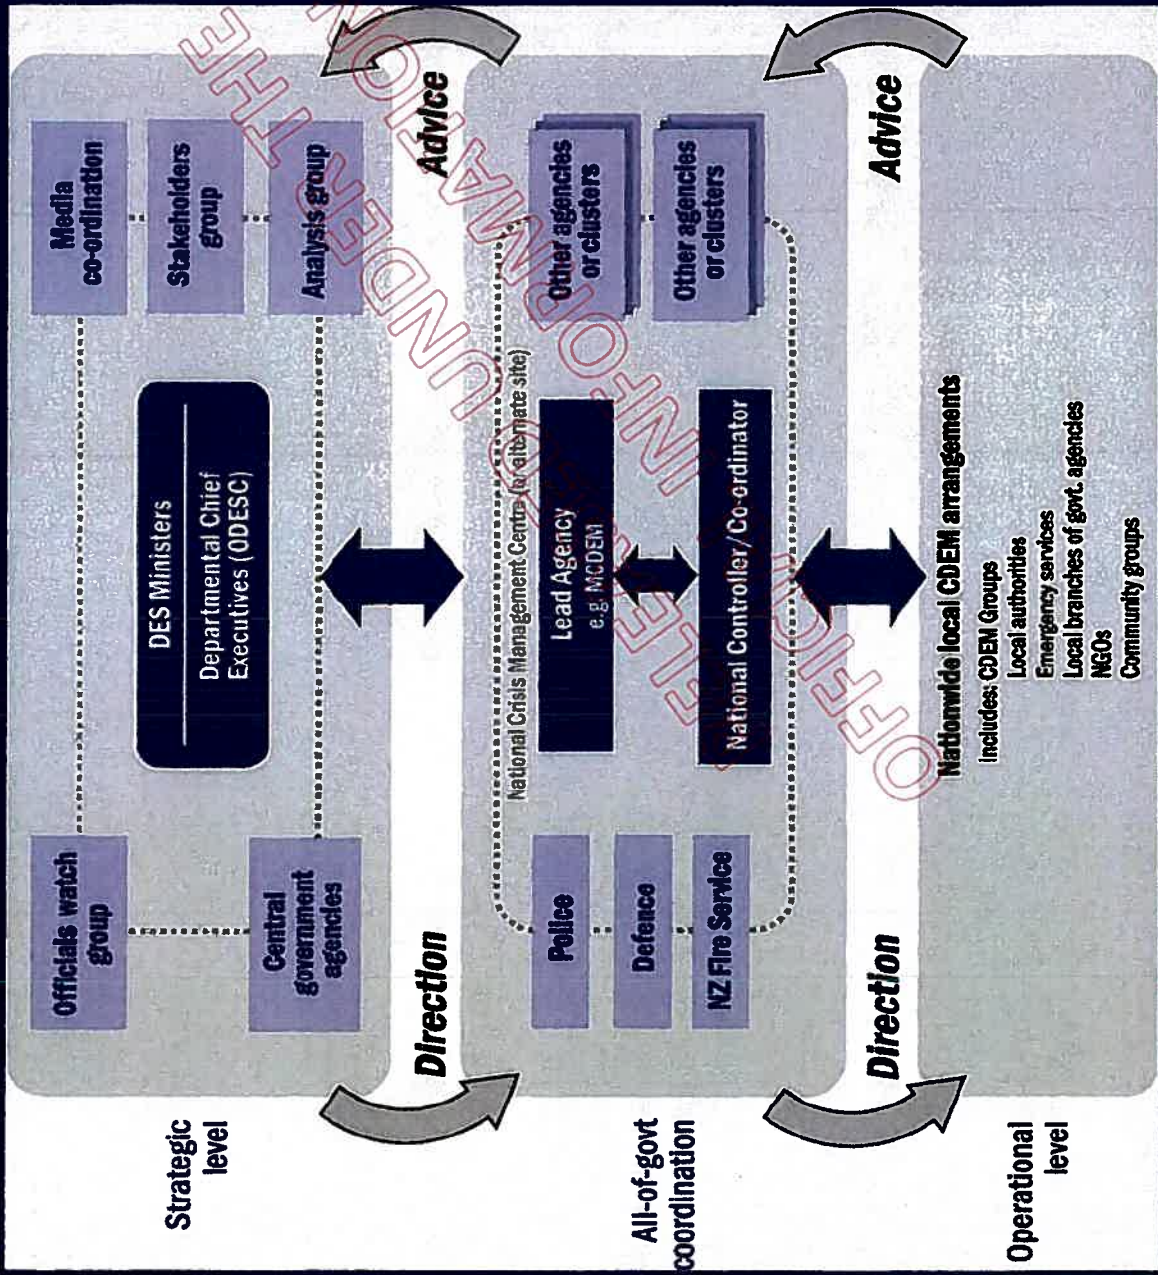 Strategic
level
Officials watch
group
Central
government
agencies
DES Ministers
Departmental Chief
Executives (ODESC)
Media
co-ordination
Stakeholders
group
Analysis group
Direction
Advice
All-of-govt
coordination
National Crisis Management Centre (or alternate site)
Police
Defence
NZ Fire Service
Lead Agency
e.g. MCDEM
National Controller/Co-ordinator
Other agencies
or clusters
Other agencies
or clusters
Direction
Advice
Operational
level
Nationwide local CDEM arrangements
Includes: CDEM Groups
Local authorities
Emergency services
Local branches of govt. agencies
NGOs
Community groups
UNDER THE